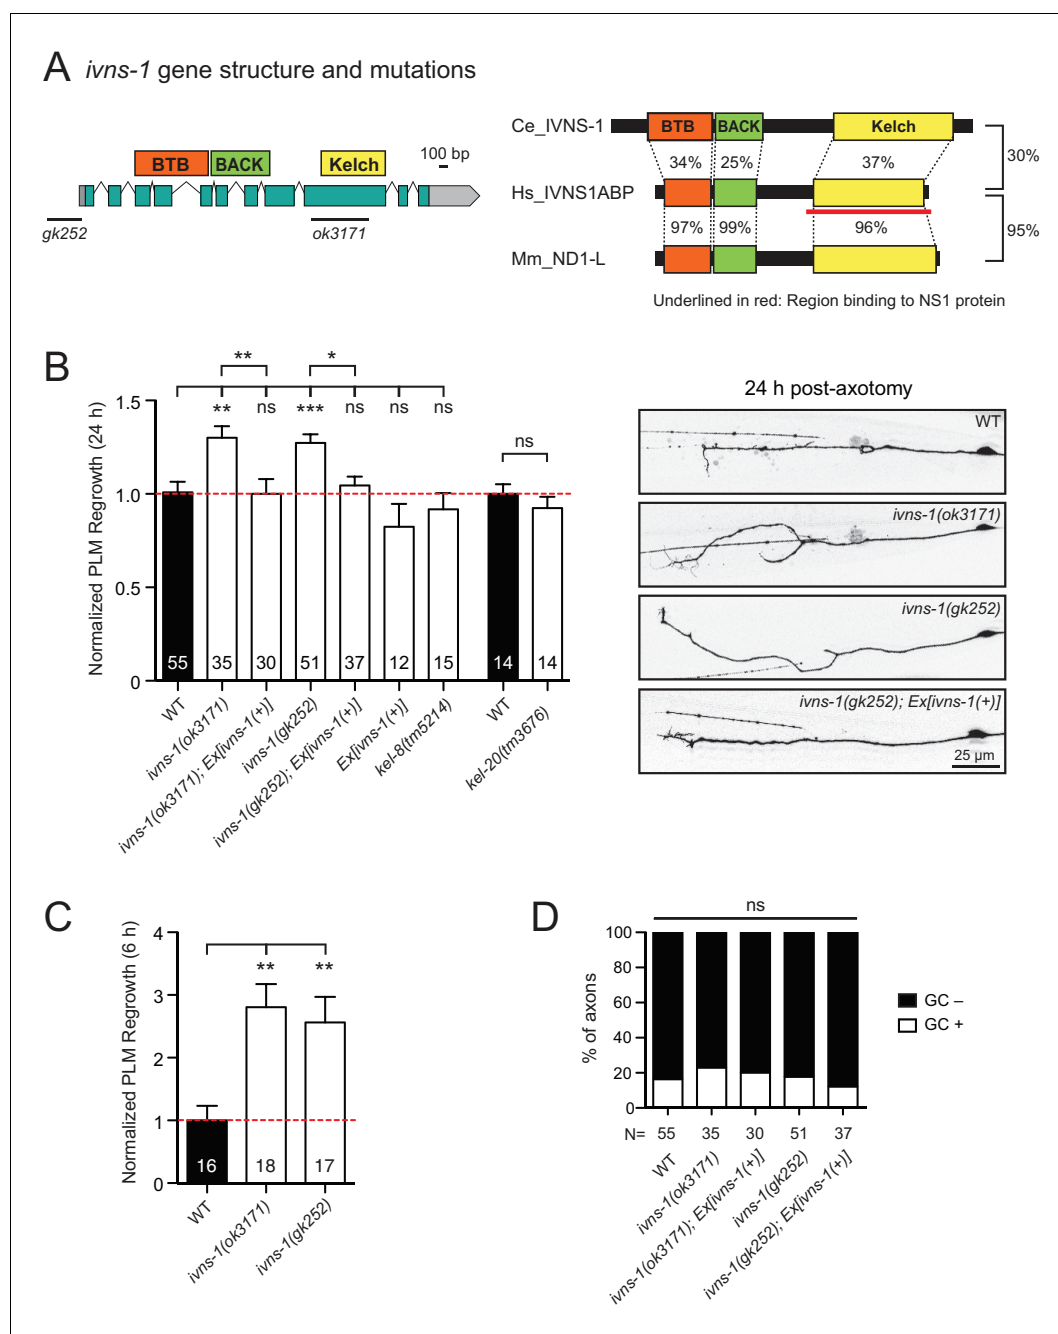 A ivns-1 gene structure and mutations
BTB BACK Kelch
100 bp
gk252
ok3171
Ce_IVNS-1
BTB BACK Kelch
34% 25% 37%
30%
Hs_IVNS1ABP
97% 99% 96%
95%
Mm_ND1-L
Underlined in red: Region binding to NS1 protein
B
Normalized PLM Regrowth (24 h)
1.5
1.0
0.5
0
** *
** ns *** ns ns ns
ns
55 35 30 51 37 12 15 14 14
WT
ivns-1(ok3171)
ivns-1(ok3171); Ex[ivns-1(+)]
ivns-1(gk252)
ivns-1(gk252); Ex[ivns-1(+)]
Ex[ivns-1(+)]
kel-8(tm5214)
WT
kel-20(tm3676)
24 h post-axotomy
WT
ivns-1(ok3171)
ivns-1(gk252)
ivns-1(gk252); Ex[ivns-1(+)]
25 µm
C
Normalized PLM Regrowth (6 h)
4
3
2
1
0
** **
16 18 17
WT
ivns-1(ok3171)
ivns-1(gk252)
D
ns
% of axons
100
80
60
40
20
0
GC –
GC +
N= 55 35 30 51 37
WT
ivns-1(ok3171)
ivns-1(ok3171); Ex[ivns-1(+)]
ivns-1(gk252)
ivns-1(gk252); Ex[ivns-1(+)]